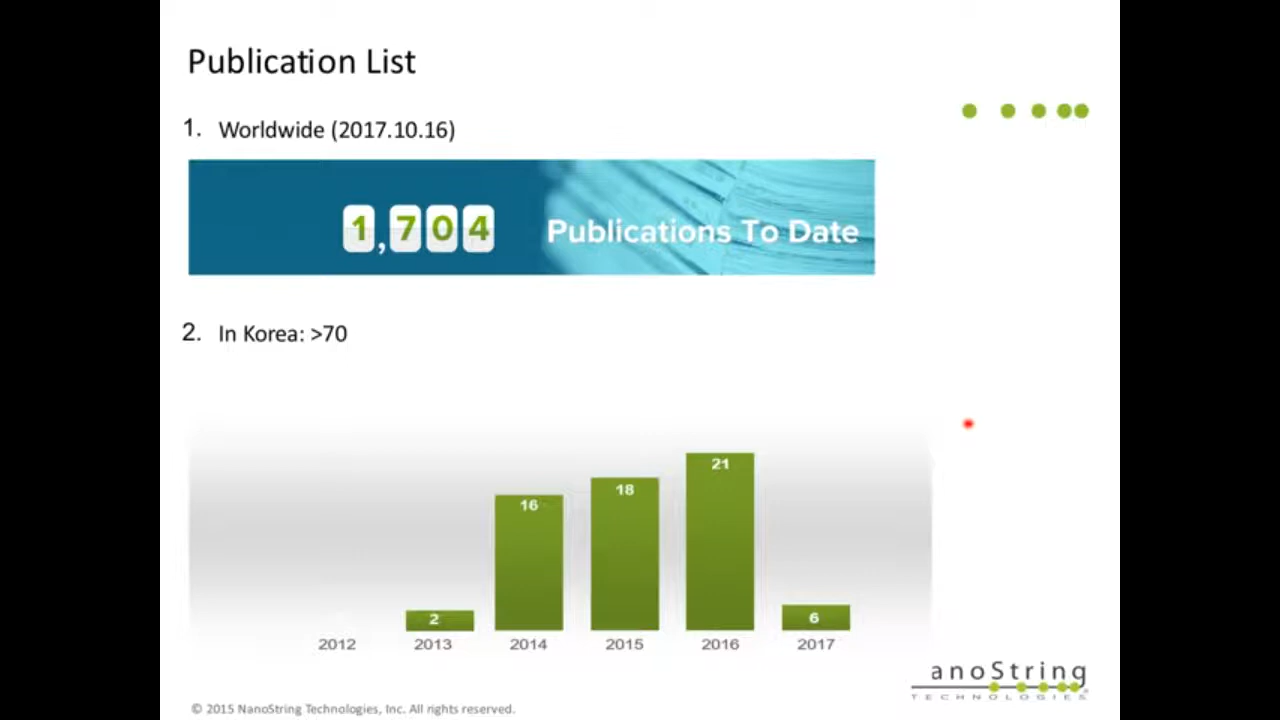 Publication List
1. Worldwide (2017.10.16)
1,704 Publications To Date
2. In Korea: >70
2 16 18 21 6
2012 2013 2014 2015 2016 2017
anoString
TECHNOLOGIES
© 2015 NanoString Technologies, Inc. All rights reserved.